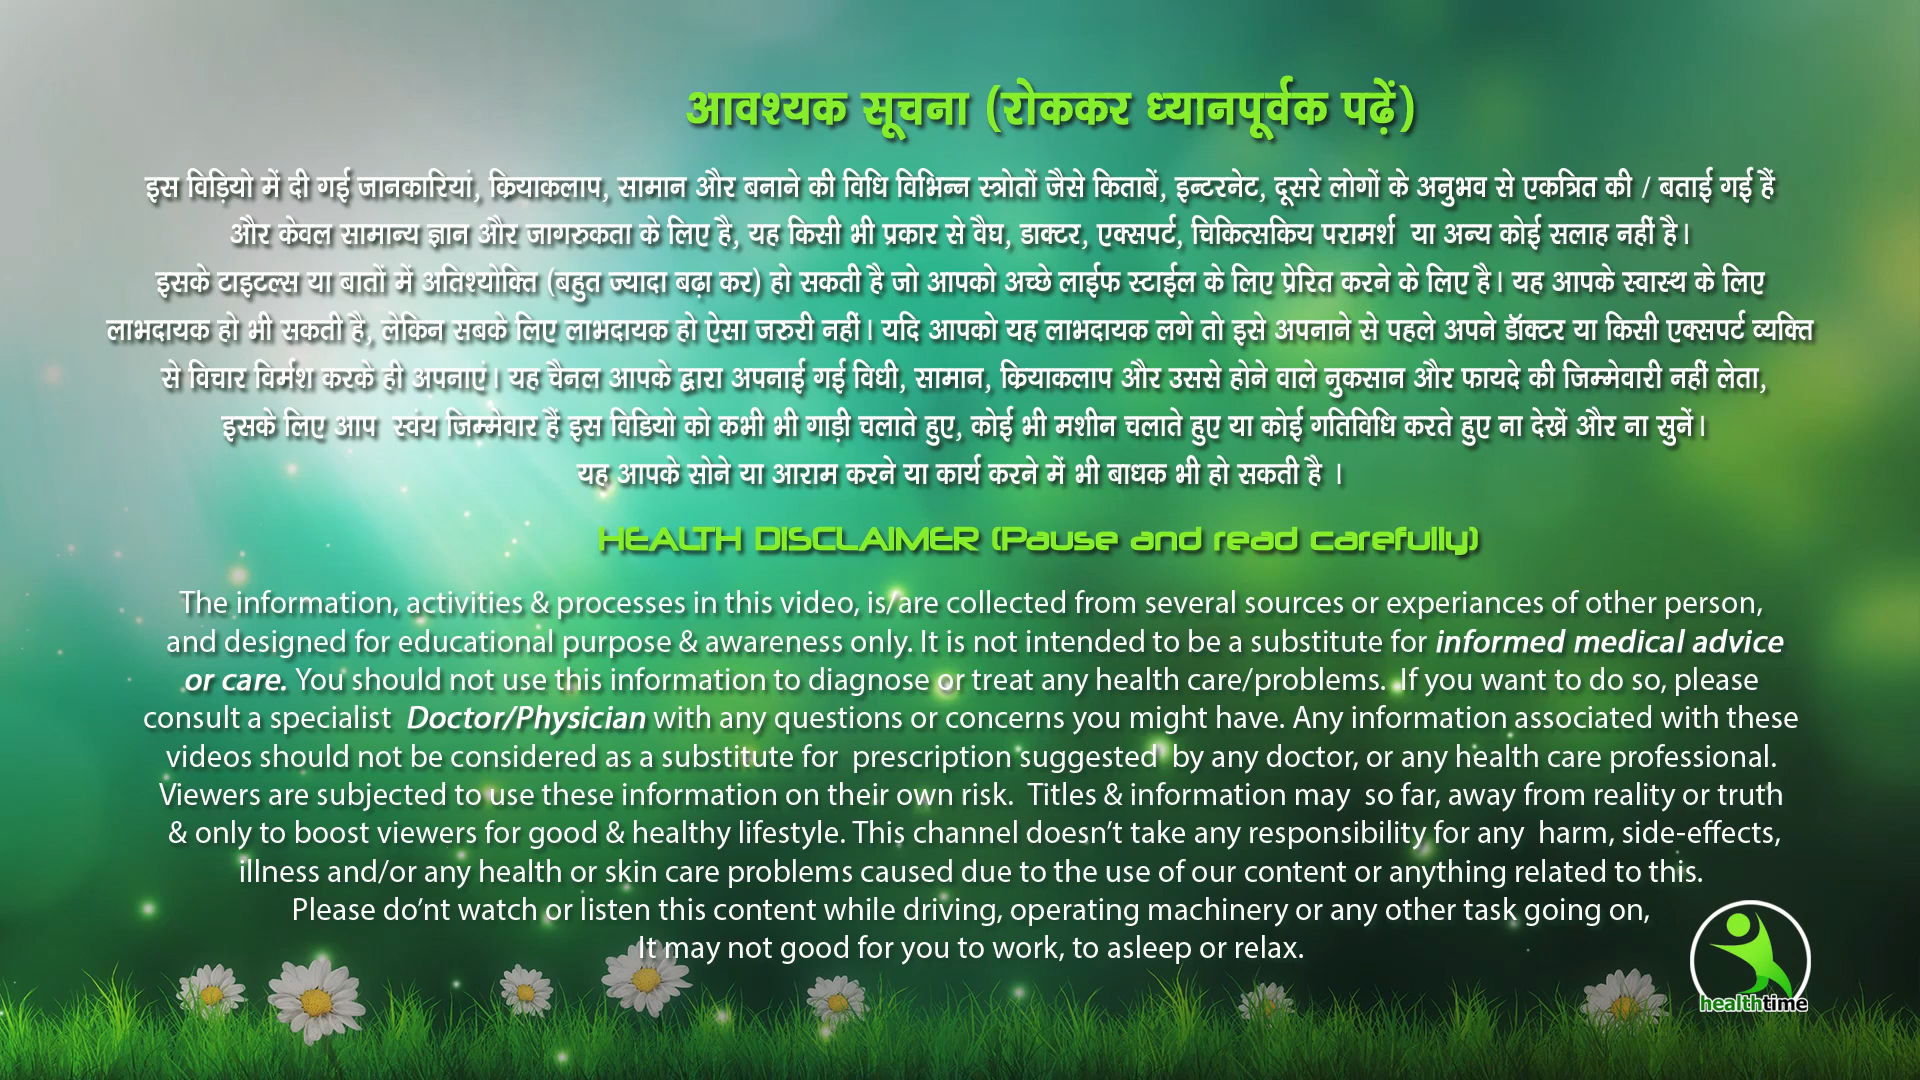 आवश्यक सूचना (रोककर ध्यानपूर्वक पढ़ें)
इस विड़ियो में दी गई जानकारियां, क्रियाकलाप, सामान और बनाने की विधि विभिन्न स्त्रोतों जैसे किताबें, इन्टरनेट, दूसरे लोगों के अनुभव से एकत्रित की / बताई गई हैं
और केवल सामान्य ज्ञान और जागरुकता के लिए है, यह किसी भी प्रकार से वैघ, डाक्टर, एक्सपर्ट, चिकित्सकिय परामर्श या अन्य कोई सलाह नहीं है।
इसके टाइटल्स या बातों में अतिश्योक्ति (बहुत ज्यादा बढ़ा कर) हो सकती है जो आपको अच्छे लाईफ स्टाईल के लिए प्रेरित करने के लिए है। यह आपके स्वास्थ के लिए
लाभदायक हो भी सकती है, लेकिन सबके लिए लाभदायक हो ऐसा जरुरी नहीं। यदि आपको यह लाभदायक लगे तो इसे अपनाने से पहले अपने डॉक्टर या किसी एक्सपर्ट व्यक्ति
से विचार विर्मश करके ही अपनाएं। यह चैनल आपके द्वारा अपनाई गई विधी, सामान, क्रियाकलाप और उससे होने वाले नुकसान और फायदे की जिम्मेवारी नहीं लेता,
इसके लिए आप स्वंय जिम्मेवार हैं इस विडियो को कभी भी गाड़ी चलाते हुए, कोई भी मशीन चलाते हुए या कोई गतिविधि करते हुए ना देखें और ना सुनें।
यह आपके सोने या आराम करने या कार्य करने में भी बाधक भी हो सकती है ।
HEALTH DISCLAIMER (Pause and read carefully)
The information, activities & processes in this video, is/are collected from several sources or experiances of other person,
and designed for educational purpose & awareness only. It is not intended to be a substitute for informed medical advice
or care. You should not use this information to diagnose or treat any health care/problems. If you want to do so, please
consult a specialist Doctor/Physician with any questions or concerns you might have. Any information associated with these
videos should not be considered as a substitute for prescription suggested by any doctor, or any health care professional.
Viewers are subjected to use these information on their own risk. Titles & information may so far, away from reality or truth
& only to boost viewers for good & healthy lifestyle. This channel doesn't take any responsibility for any harm, side-effects,
illness and/or any health or skin care problems caused due to the use of our content or anything related to this.
Please do'nt watch or listen this content while driving, operating machinery or any other task going on,
It may not good for you to work, to asleep or relax.
healthtime